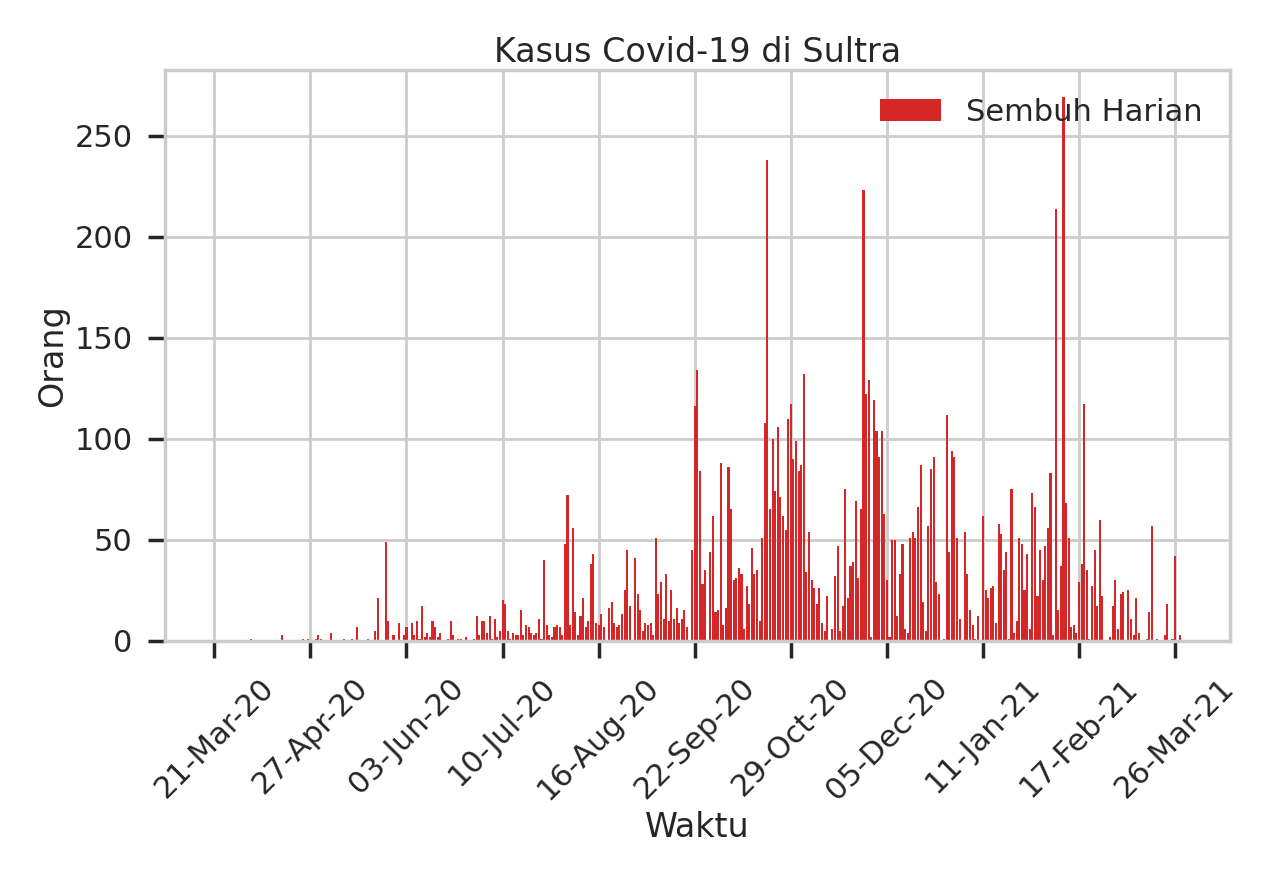 Kasus Covid-19 di Sultra
Sembuh Harian
Orang
250
200
150
100
50
0
21-Mar-20
27-Apr-20
03-Jun-20
10-Jul-20
16-Aug-20
22-Sep-20
29-Oct-20
05-Dec-20
11-Jan-21
17-Feb-21
26-Mar-21
Waktu